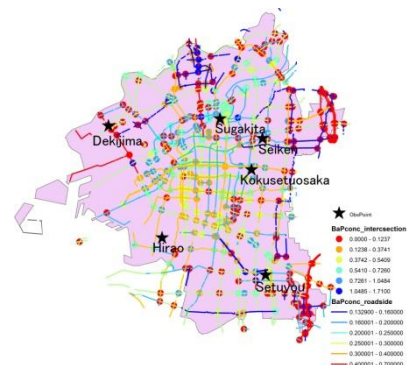 Sugakita
Dekijima
Seiken
Kokusetuosaka
ObsPoint
Hirao
BaPconc_intercsection
0.0000 - 0.1237
0.1238 - 0.3741
0.3742 - 0.5409
0.5410 - 0.7260
0.7261 - 1.0484
1.0485 - 1.7100
Setuyou
BaPconc_roadside
0.132900 - 0.160000
0.160001 - 0.200000
0.200001 - 0.250000
0.250001 - 0.300000
0.300001 - 0.400000
0.400001 - 0.700000